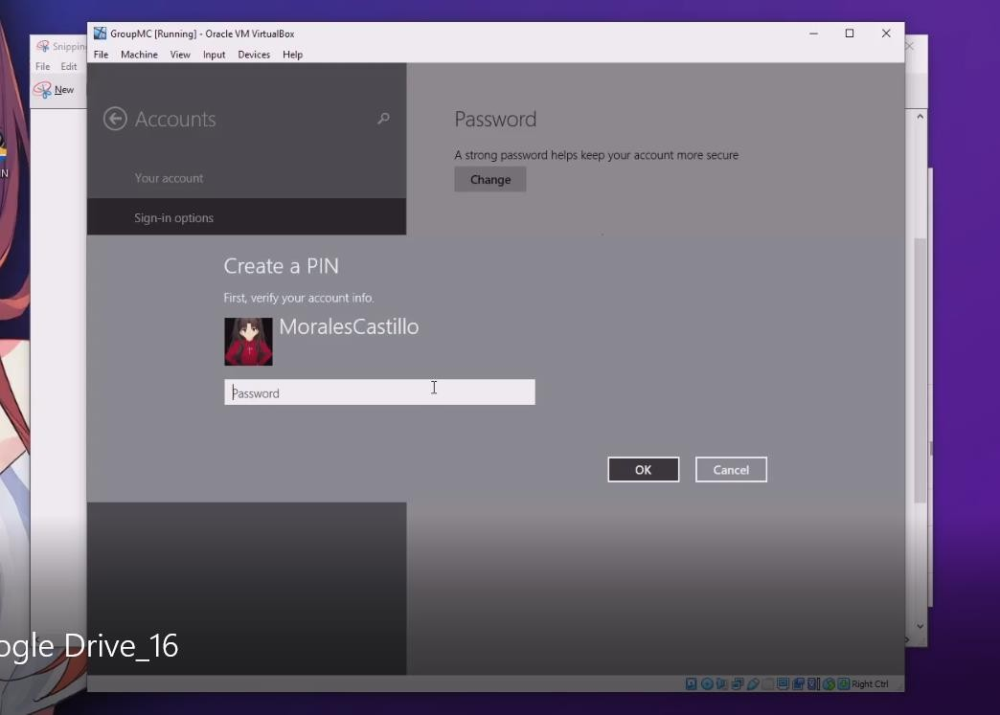 GroupMC [Running] - Oracle VM VirtualBox
File Machine View Input Devices Help
Snipping
File Edit
New
Accounts
Your account
Sign-in options
Password
A strong password helps keep your account more secure
Change
Create a PIN
First, verify your account info.
MoralesCastillo
Password
OK Cancel
ogle Drive_16
Right Ctrl